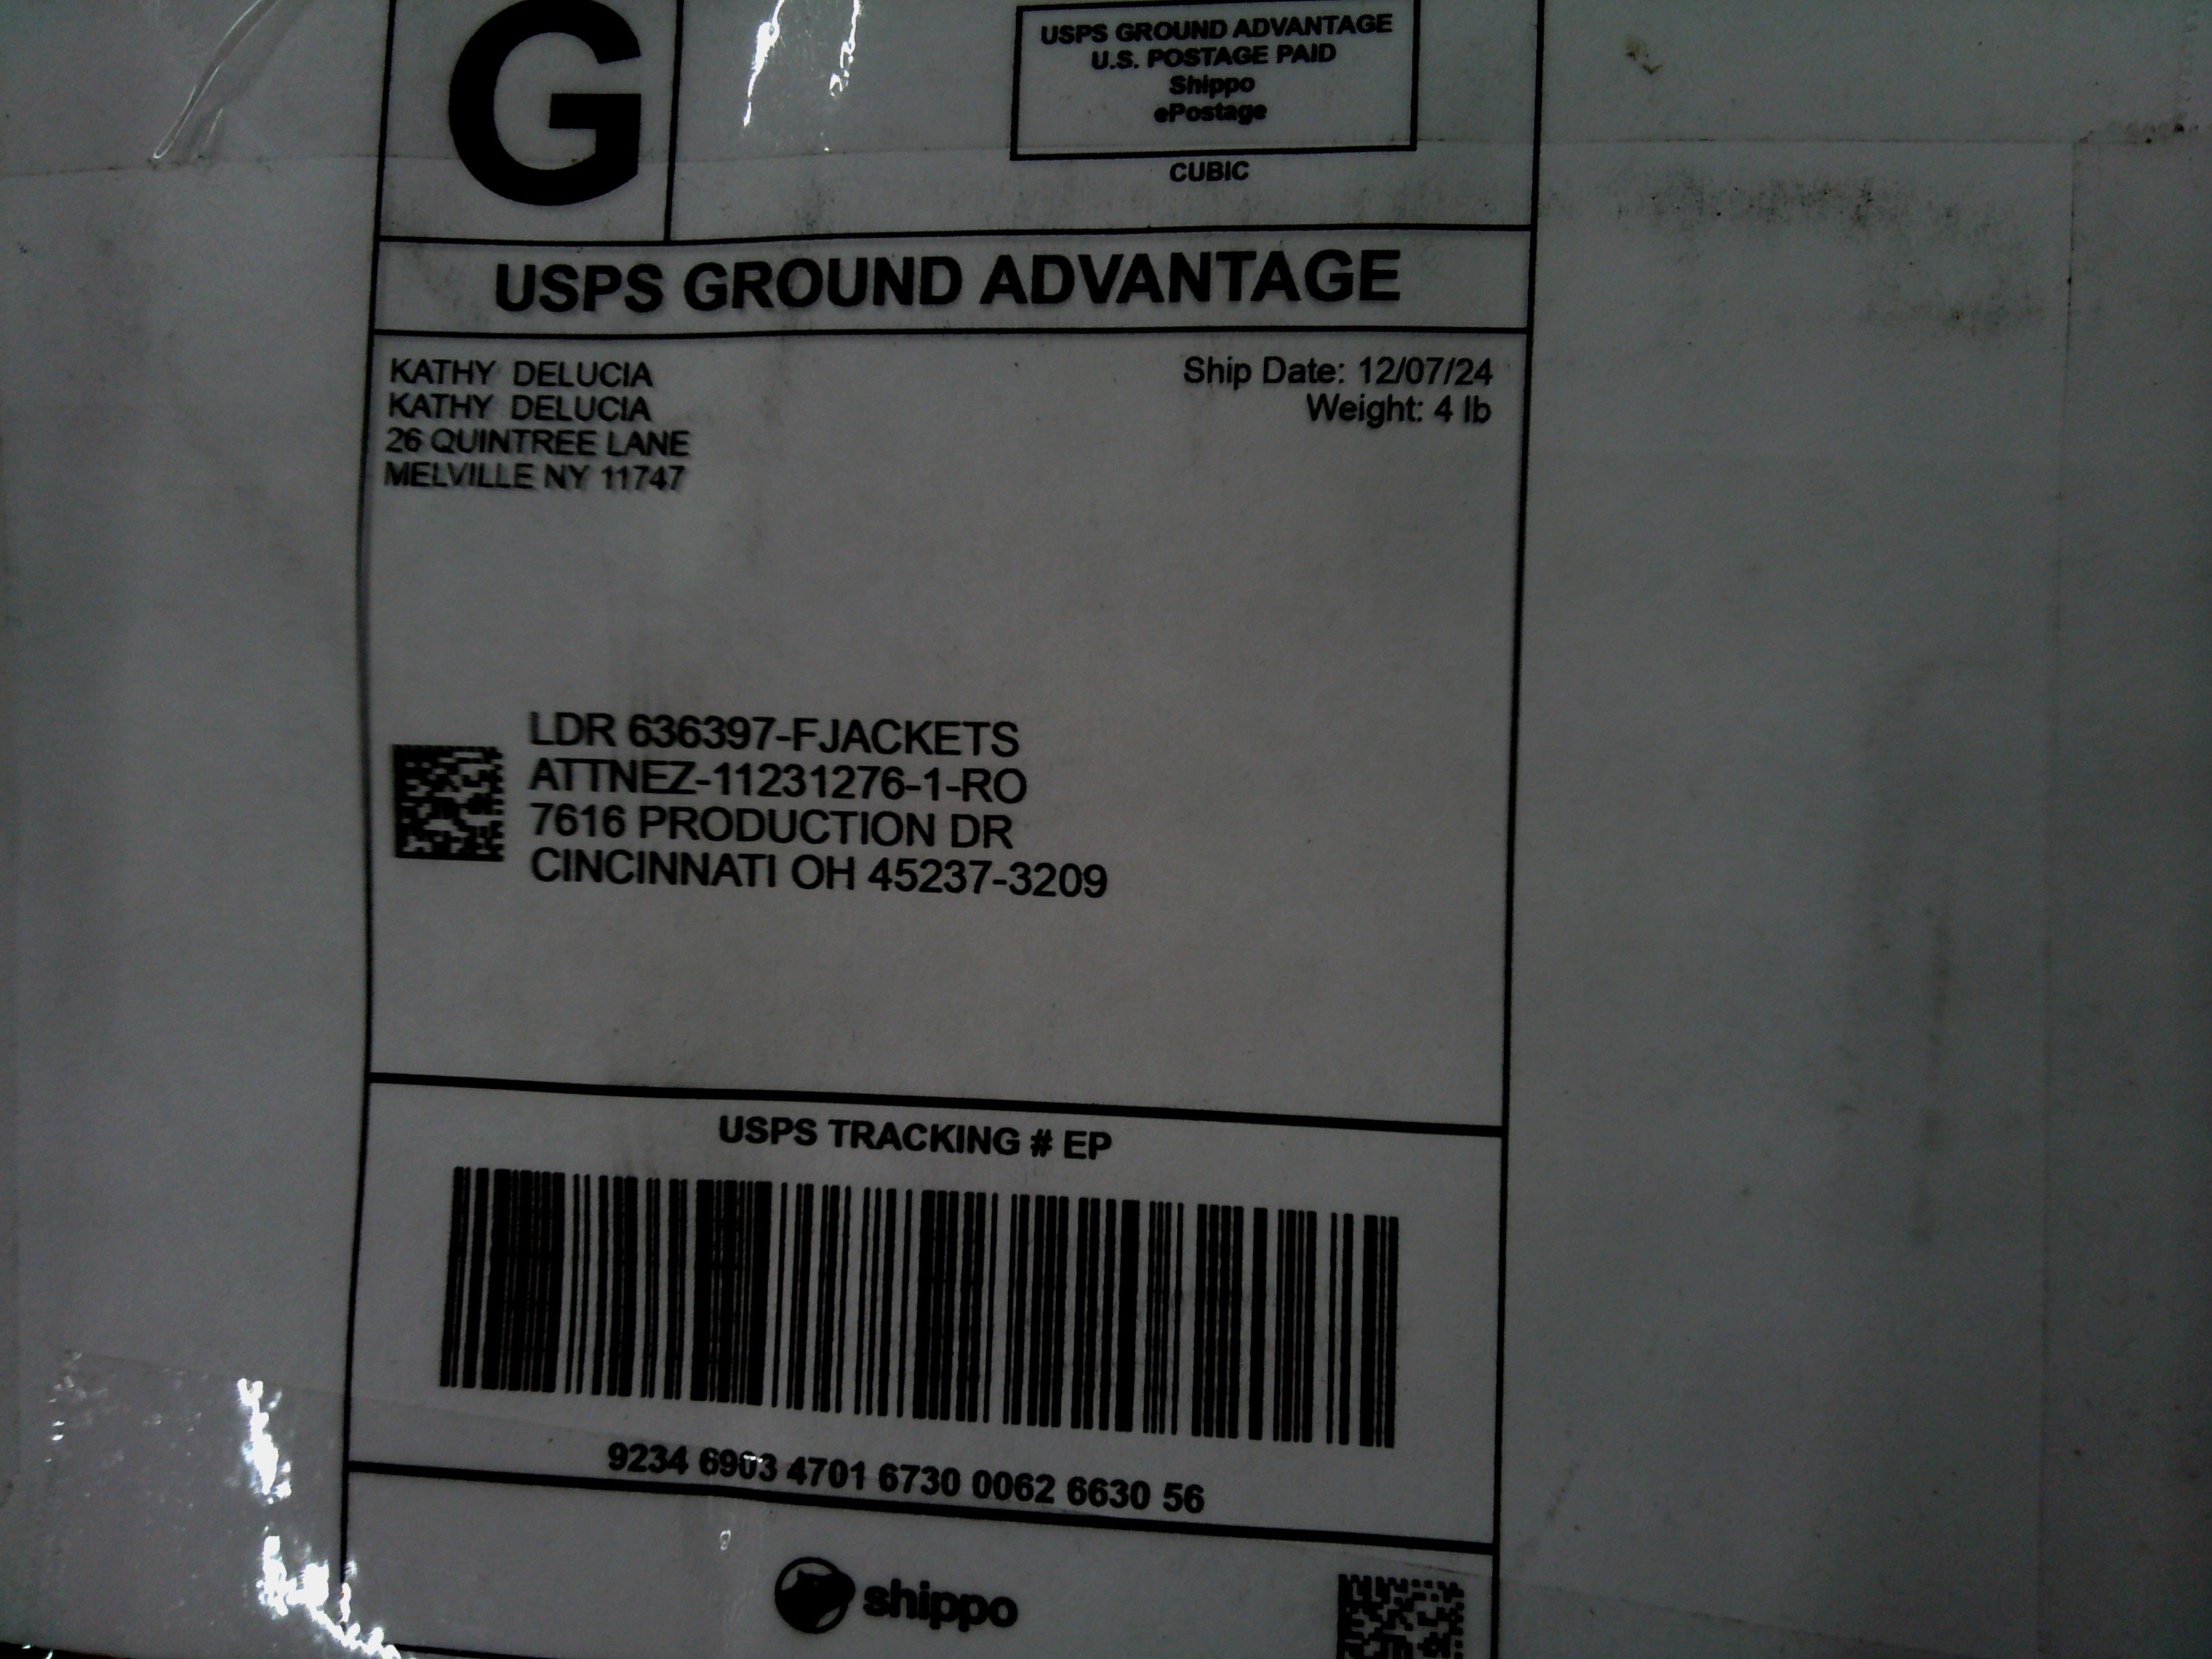 G
USPS GROUND ADVANTAGE
U.S. POSTAGE PAID
Shippo
ePostage
CUBIC
USPS GROUND ADVANTAGE
KATHY DELUCIA
KATHY DELUCIA
26 QUINTREE LANE
MELVILLE NY 11747
Ship Date: 12/07/24
Weight: 4 lb
LDR 636397-FJACKETS
ATTNEZ-11231276-1-RO
7616 PRODUCTION DR
CINCINNATI OH 45237-3209
USPS TRACKING # EP
9234 6903 4701 6730 0062 6630 56
shippo